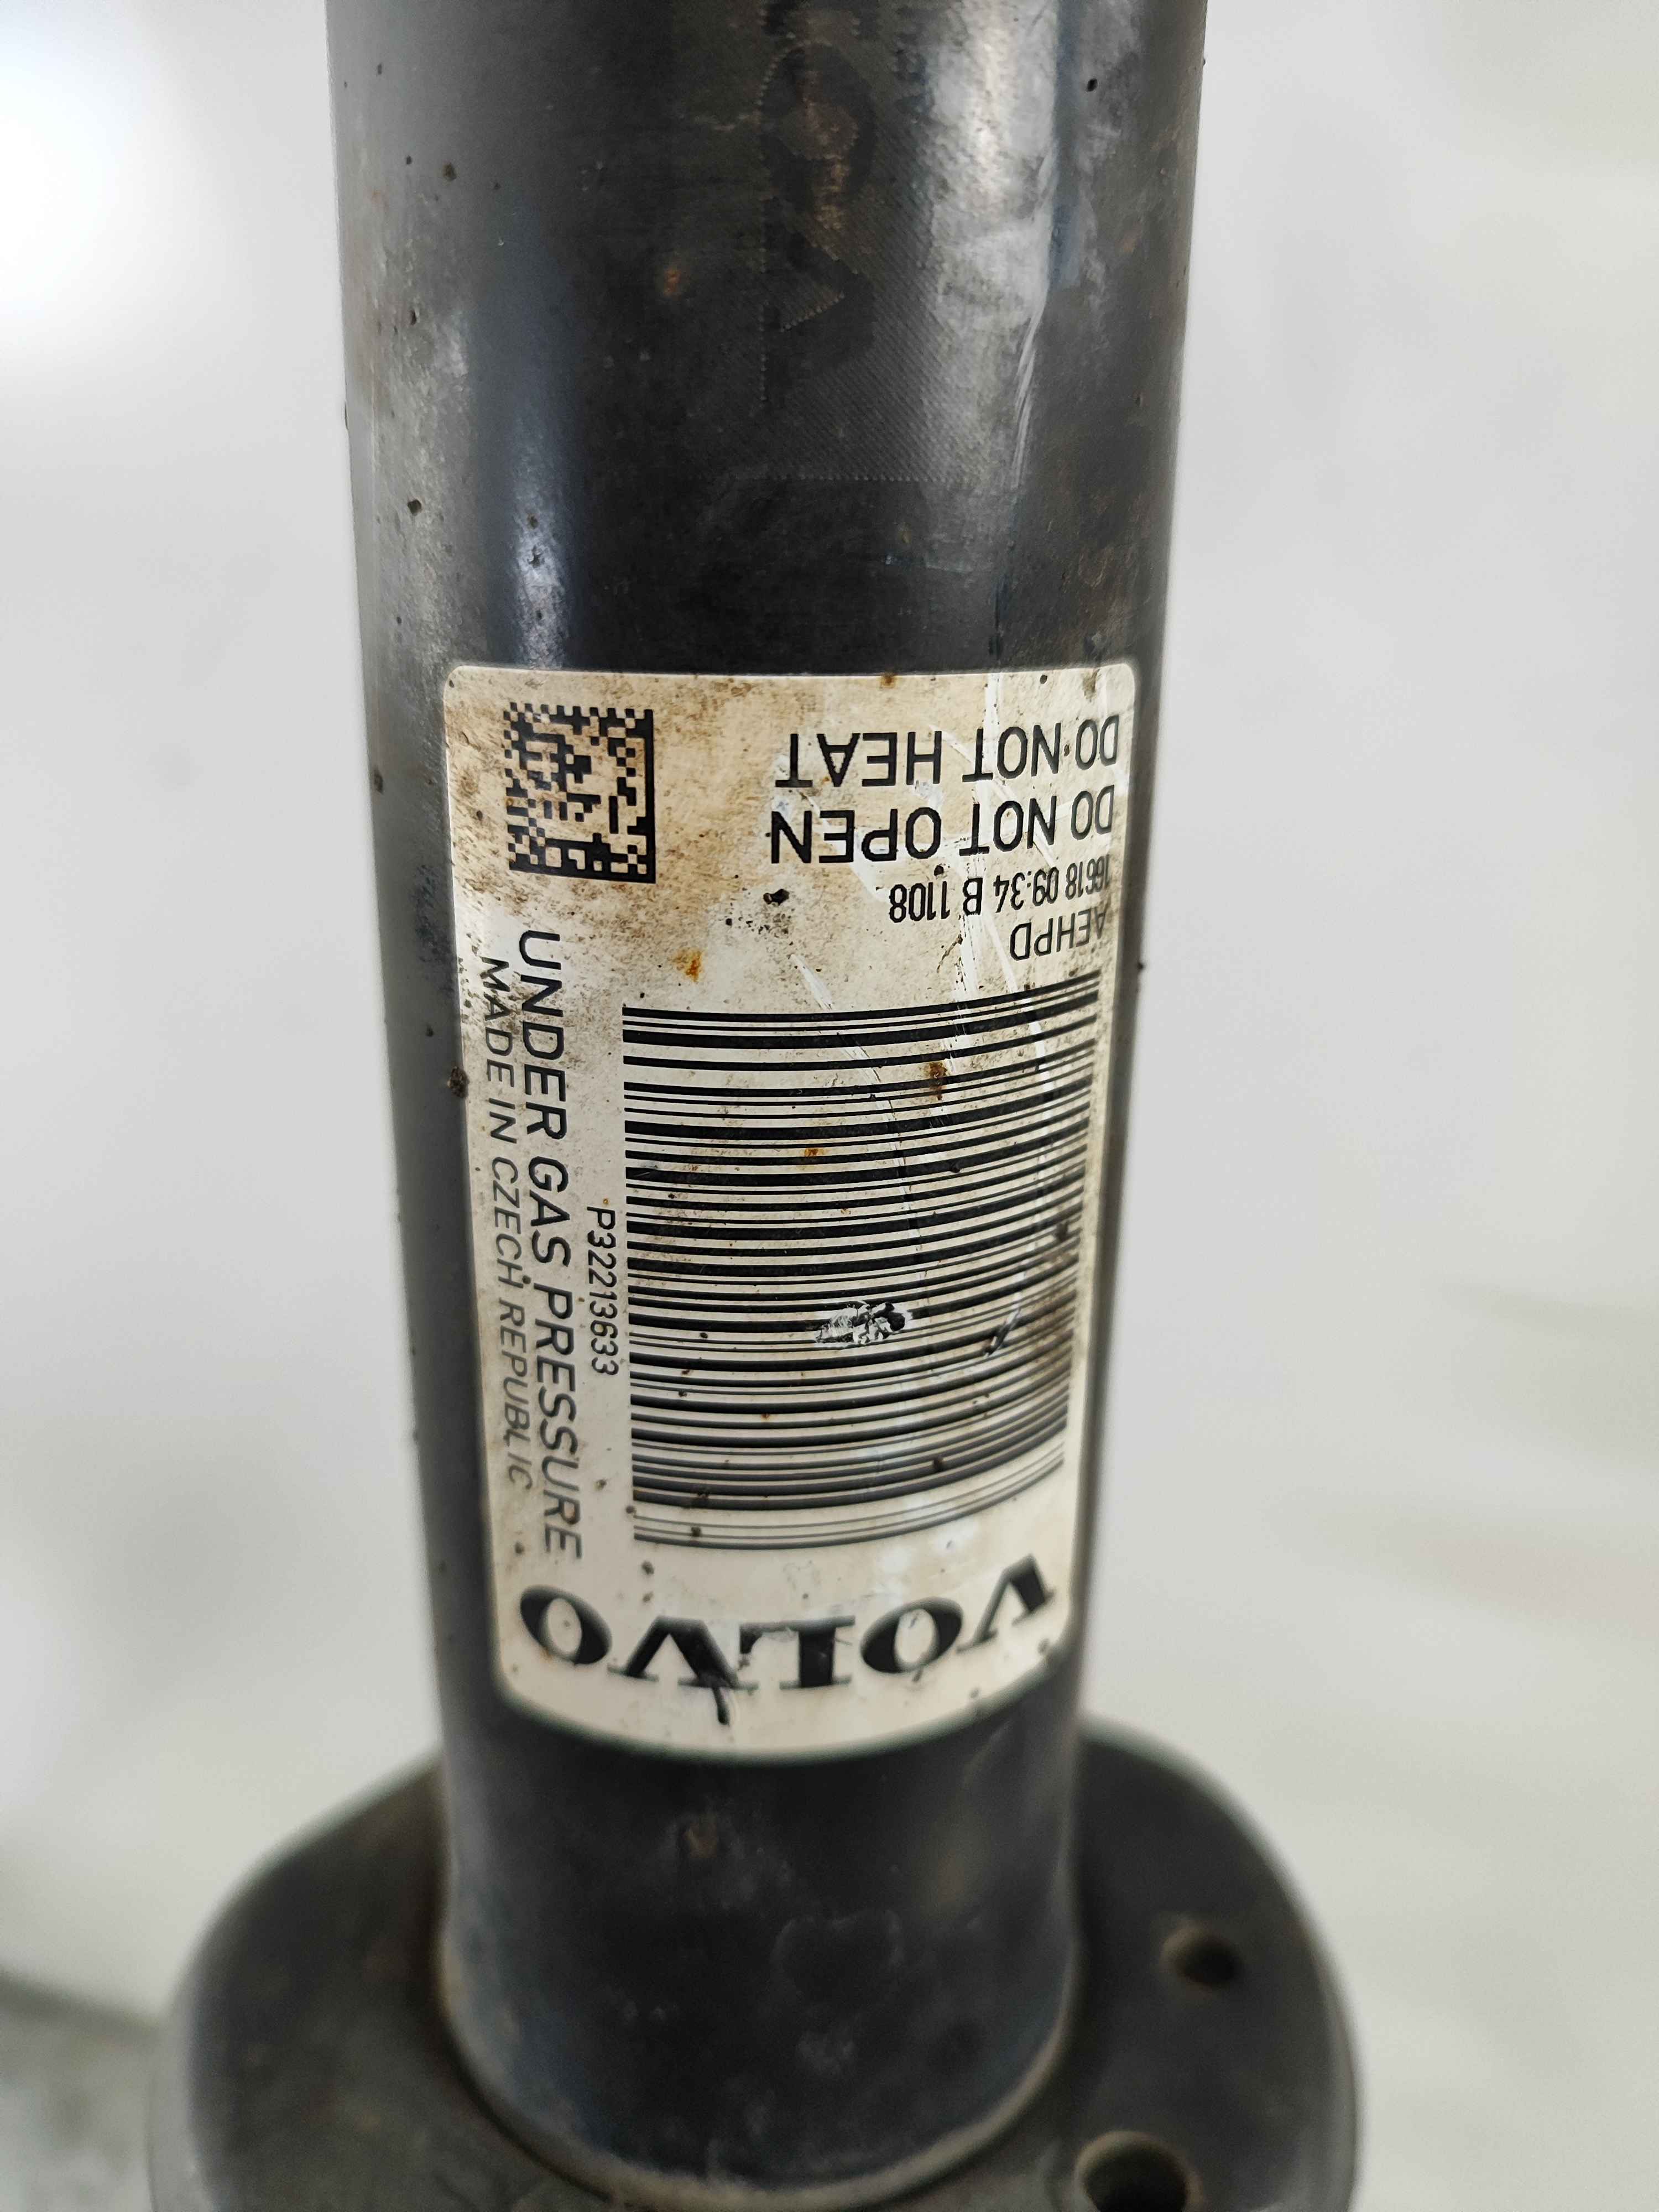 VOLVO
P32213633
UNDER GAS PRESSURE
MADE IN CZECH REPUBLIC
AEHPD
16618 09:34 B 1108
DO NOT OPEN
DO NOT HEAT